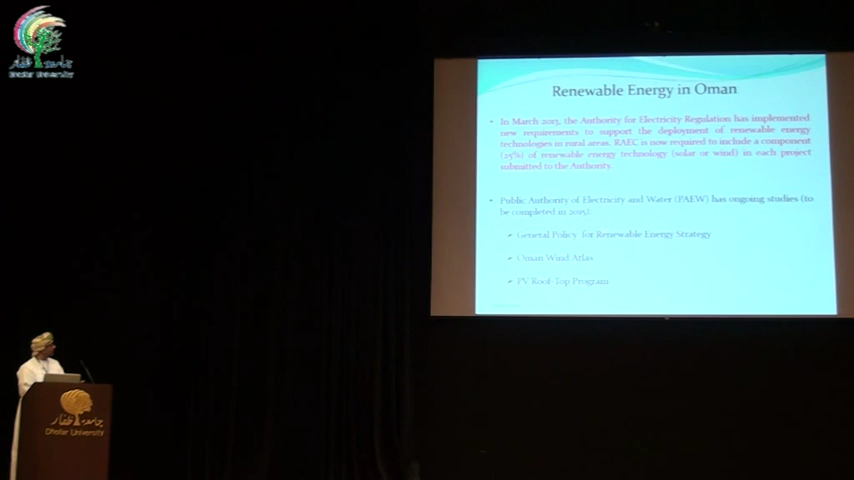 جامعة ظفار
Dhofar University
Renewable Energy in Oman
• In March 2013, the Authority for Electricity Regulation has implemented
new requirements to support the deployment of renewable energy
technologies in rural areas. RAEC is now required to include a component
(25%) of renewable energy technology (solar or wind) in each project
submitted to the Authority.
• Public Authority of Electricity and Water (PAEW) has ongoing studies (to
be completed in 2015):
➢ General Policy for Renewable Energy Strategy
➢ Oman Wind Atlas
➢ PV Roof-Top Program
جامعة ظفار
Dhofar University